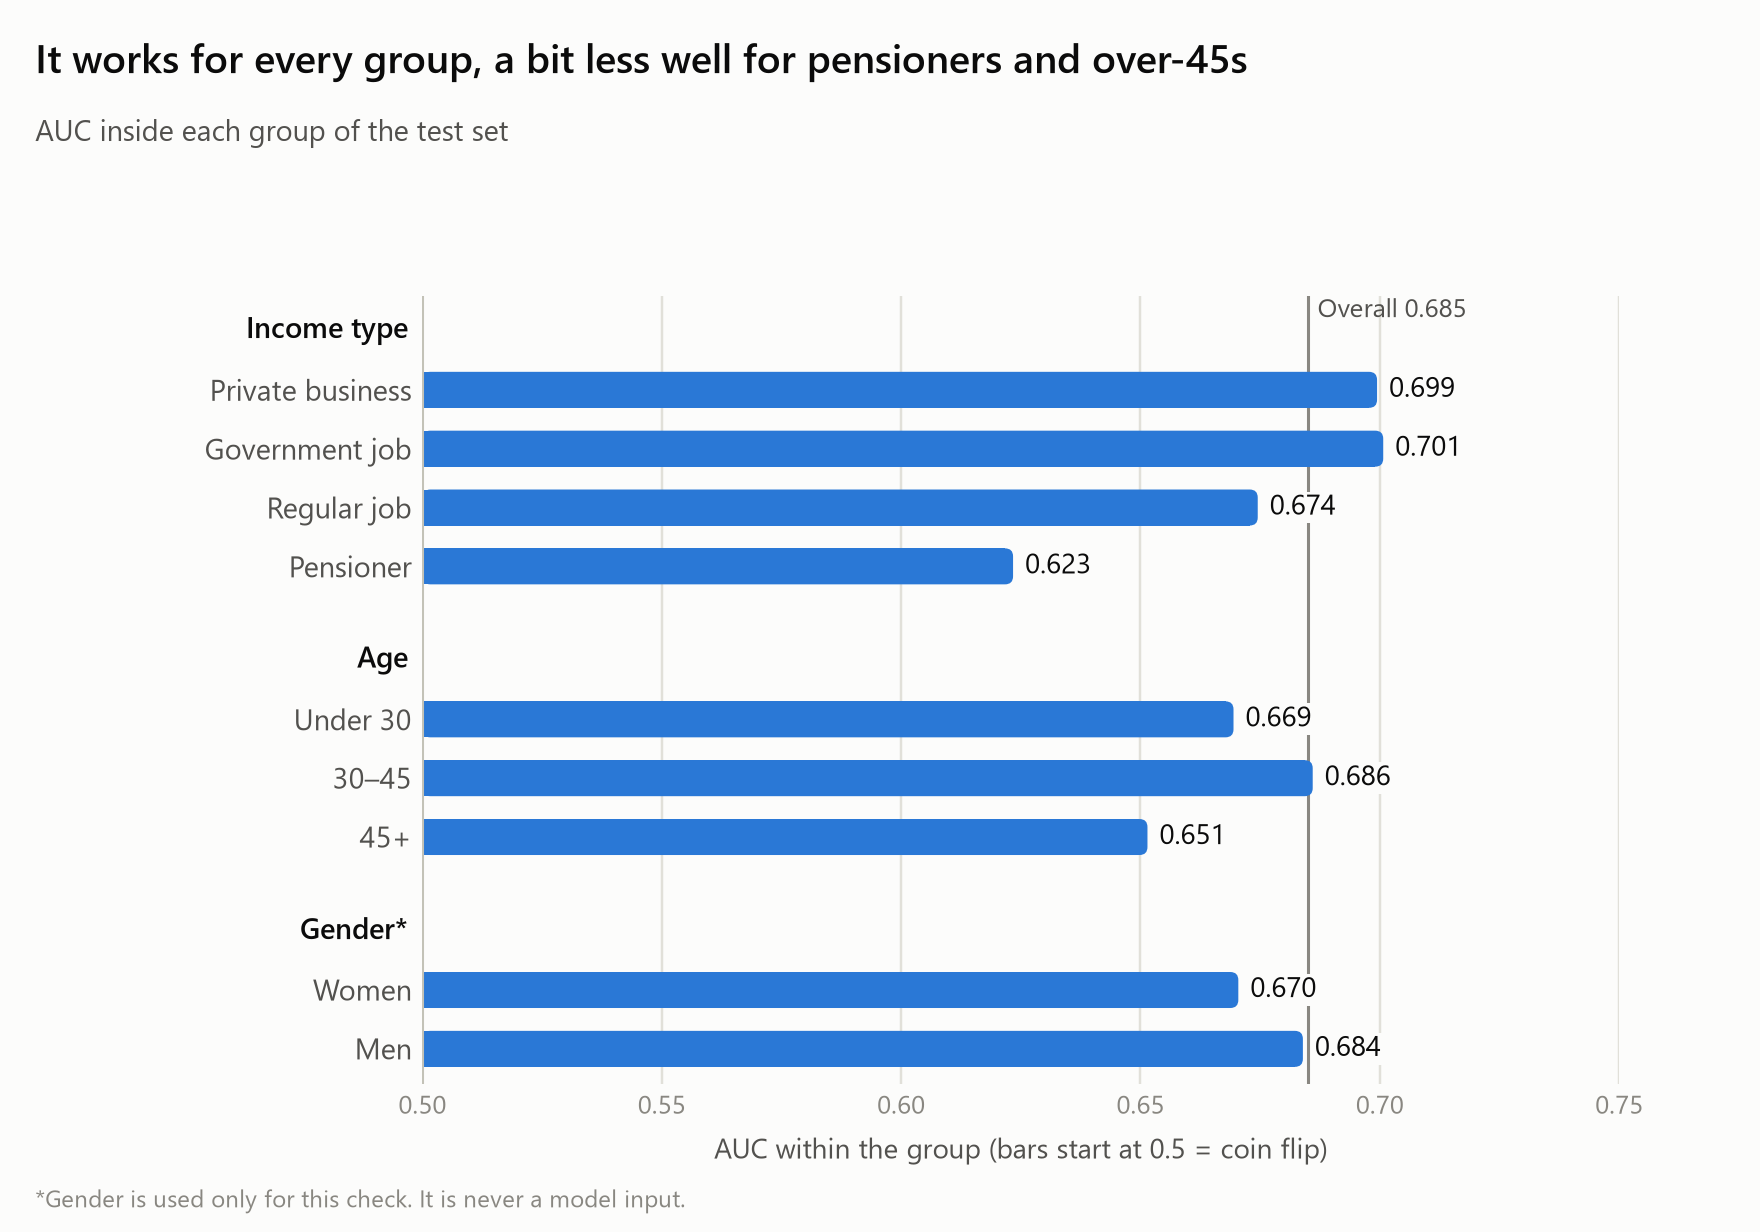 It works for every group, a bit less well for pensioners and over-45s
AUC inside each group of the test set
Overall 0.685
Income type
Private business 0.699
Government job 0.701
Regular job 0.674
Pensioner 0.623
Age
Under 30 0.669
30–45 0.686
45+ 0.651
Gender*
Women 0.670
Men 0.684
0.50 0.55 0.60 0.65 0.70 0.75
AUC within the group (bars start at 0.5 = coin flip)
*Gender is used only for this check. It is never a model input.